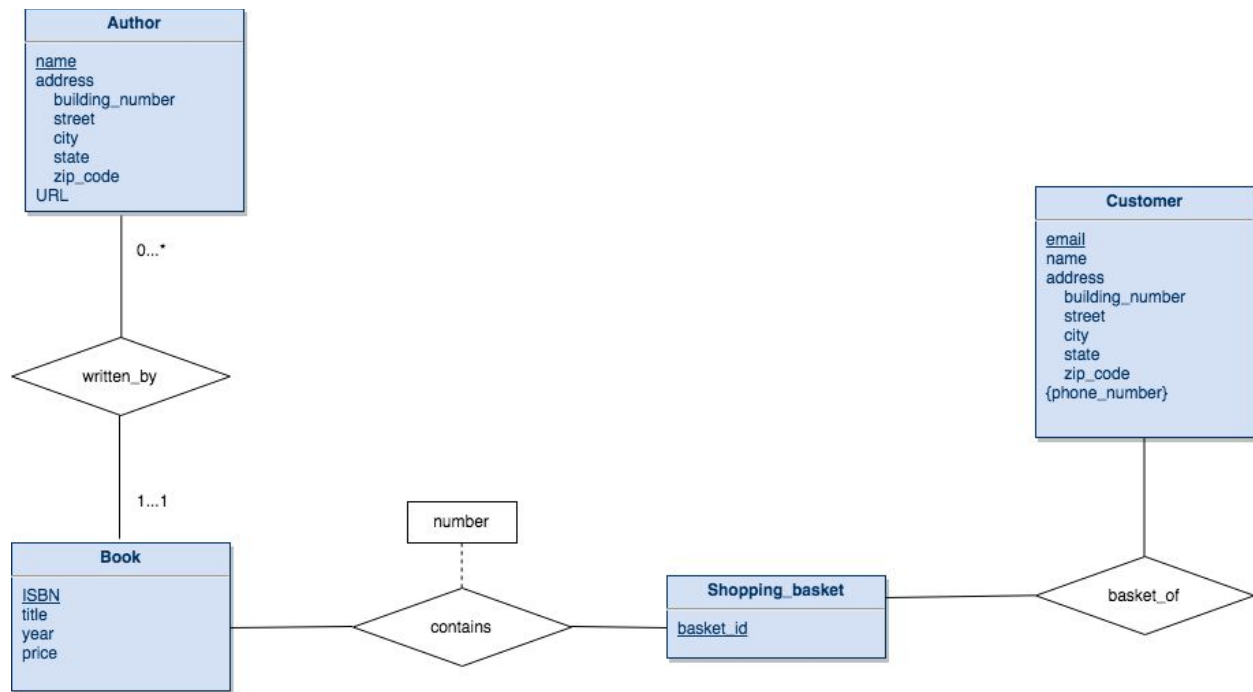 Author
name
address
building_number
street
city
state
zip_code
URL
0...*
written_by
1...1
Book
ISBN
title
year
price
number
contains
Shopping_basket
basket_id
Customer
email
name
address
building_number
street
city
state
zip_code
{phone_number}
basket_of